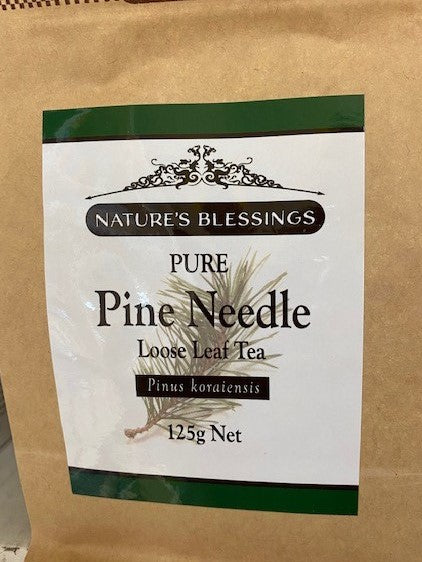 NATURE'S BLESSINGS
PURE
Pine Needle
Loose Leaf Tea
Pinus koraiensis
125g Net